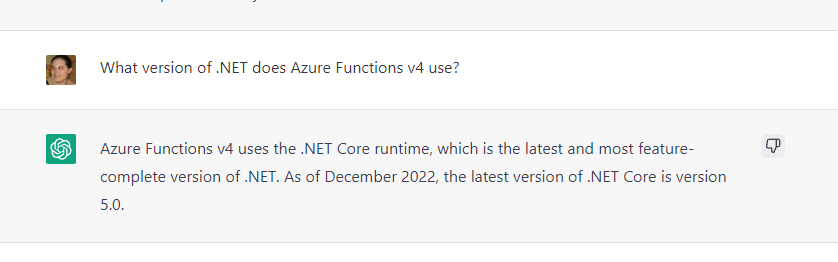 What version of .NET does Azure Functions v4 use?
Azure Functions v4 uses the .NET Core runtime, which is the latest and most feature-
complete version of .NET. As of December 2022, the latest version of .NET Core is version
5.0.